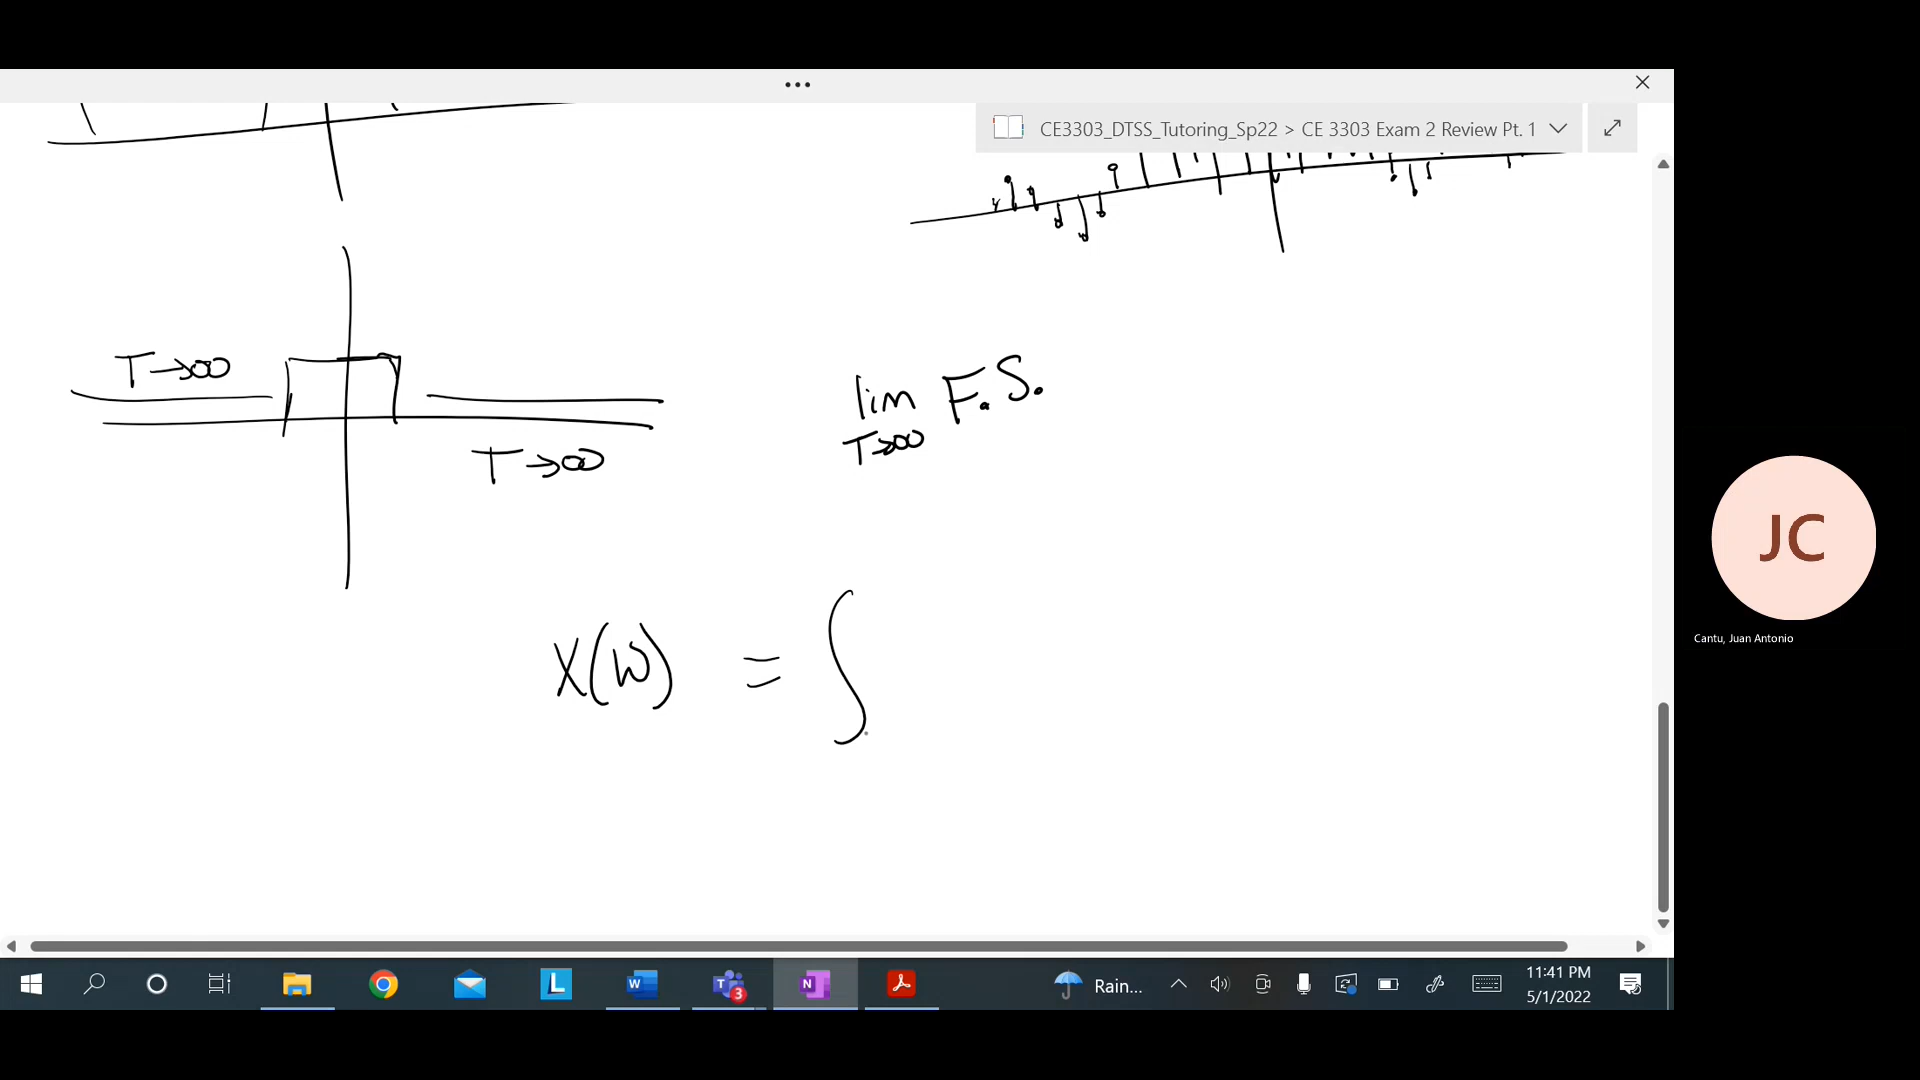 CE3303_DTSS_Tutoring_Sp22 > CE 3303 Exam 2 Review Pt. 1
T→∞
lim F.S.
T→∞
T→∞
X(ω) = ∫
JC
Cantu, Juan Antonio
L
W
T
3
N
Rain...
11:41 PM
5/1/2022